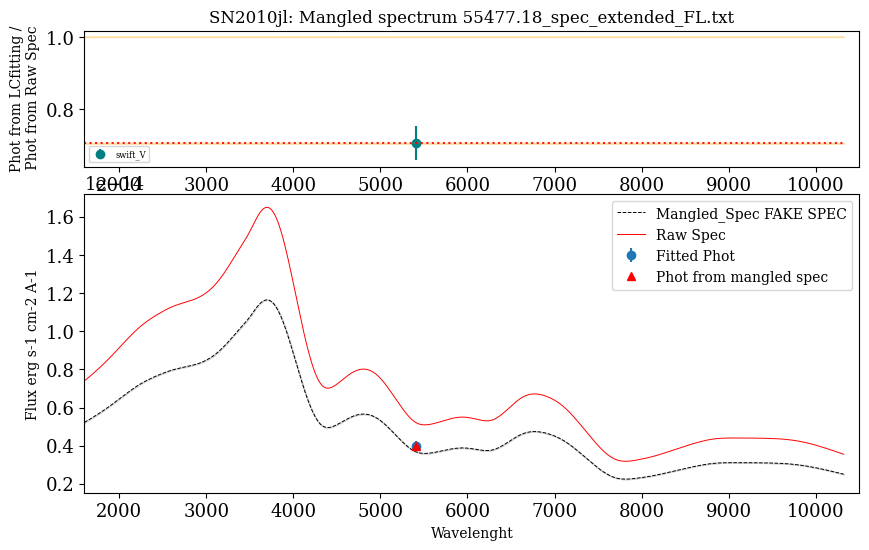 SN2010jl: Mangled spectrum 55477.18_spec_extended_FL.txt
Phot from LCfitting /
Phot from Raw Spec
1.0
0.8
swift_V
2000 3000 4000 5000 6000 7000 8000 9000 10000
1e−14
Flux erg s-1 cm-2 A-1
1.6
1.4
1.2
1.0
0.8
0.6
0.4
0.2
Mangled_Spec FAKE SPEC
Raw Spec
Fitted Phot
Phot from mangled spec
2000 3000 4000 5000 6000 7000 8000 9000 10000
Wavelenght